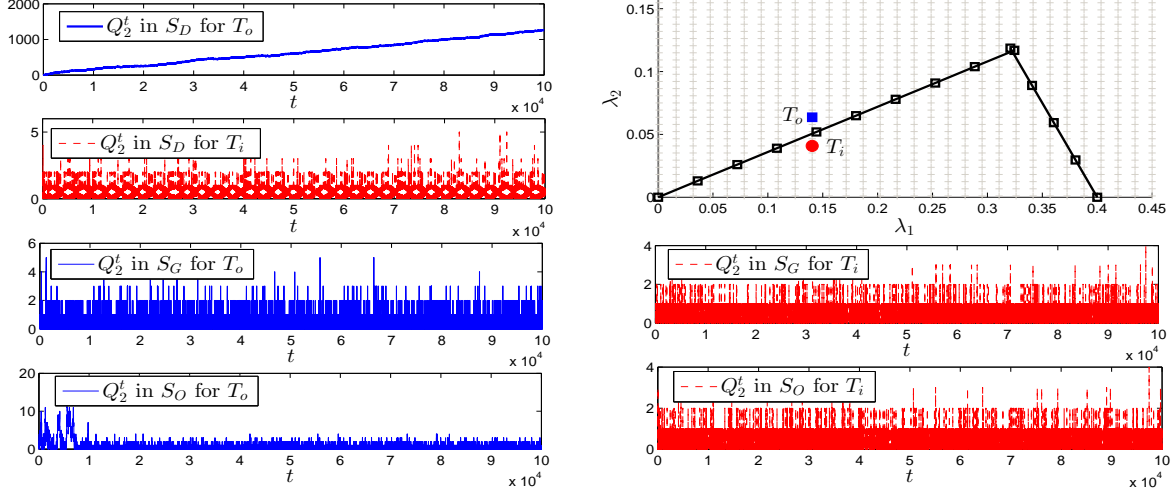 Q_2^t in S_D for T_o
2000
1000
0
0 1 2 3 4 5 6 7 8 9 10
t
x 10^4
Q_2^t in S_D for T_i
5
0
0 1 2 3 4 5 6 7 8 9 10
t
x 10^4
Q_2^t in S_G for T_o
6
4
2
0
0 1 2 3 4 5 6 7 8 9 10
t
x 10^4
Q_2^t in S_O for T_o
20
10
0
0 1 2 3 4 5 6 7 8 9 10
t
x 10^4
0.15
0.1
0.05
0
λ_2
T_o
T_i
0 0.05 0.1 0.15 0.2 0.25 0.3 0.35 0.4 0.45
λ_1
Q_2^t in S_G for T_i
4
2
0
0 1 2 3 4 5 6 7 8 9 10
t
x 10^4
Q_2^t in S_O for T_i
4
2
0
0 1 2 3 4 5 6 7 8 9 10
t
x 10^4